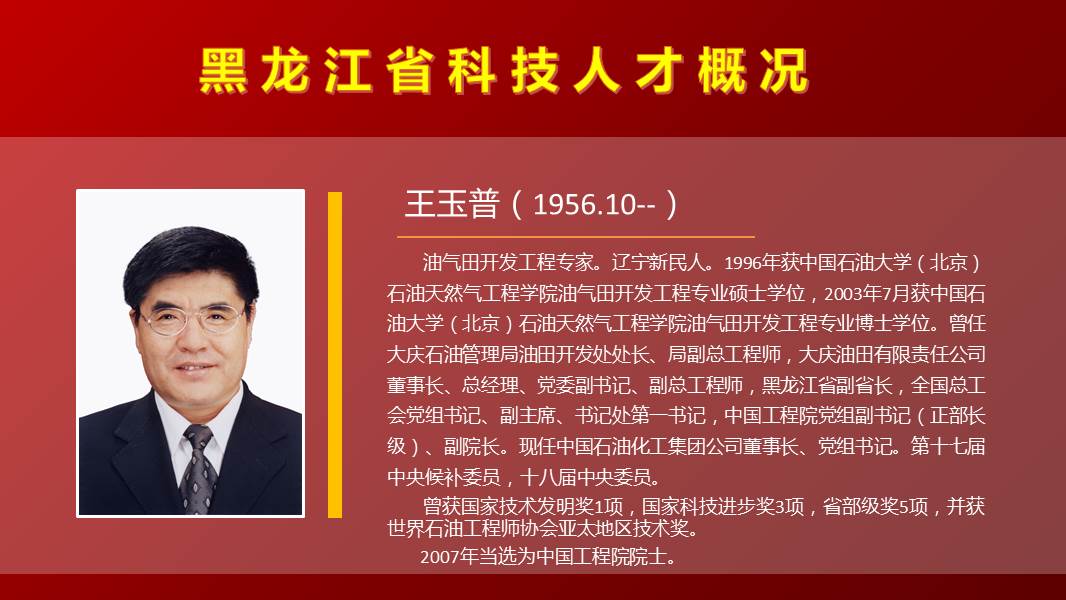 黑龙江省科技人才概况
王玉普（1956.10--）
油气田开发工程专家。辽宁新民人。1996年获中国石油大学（北京）
石油天然气工程学院油气田开发工程专业硕士学位，2003年7月获中国石
油大学（北京）石油天然气工程学院油气田开发工程专业博士学位。曾任
大庆石油管理局油田开发处处长、局副总工程师，大庆油田有限责任公司
董事长、总经理、党委副书记、副总工程师，黑龙江省副省长，全国总工
会党组书记、副主席、书记处第一书记，中国工程院党组副书记（正部长
级）、副院长。现任中国石油化工集团公司董事长、党组书记。第十七届
中央候补委员，十八届中央委员。
曾获国家技术发明奖1项，国家科技进步奖3项，省部级奖5项，并获
世界石油工程师协会亚太地区技术奖。
2007年当选为中国工程院院士。